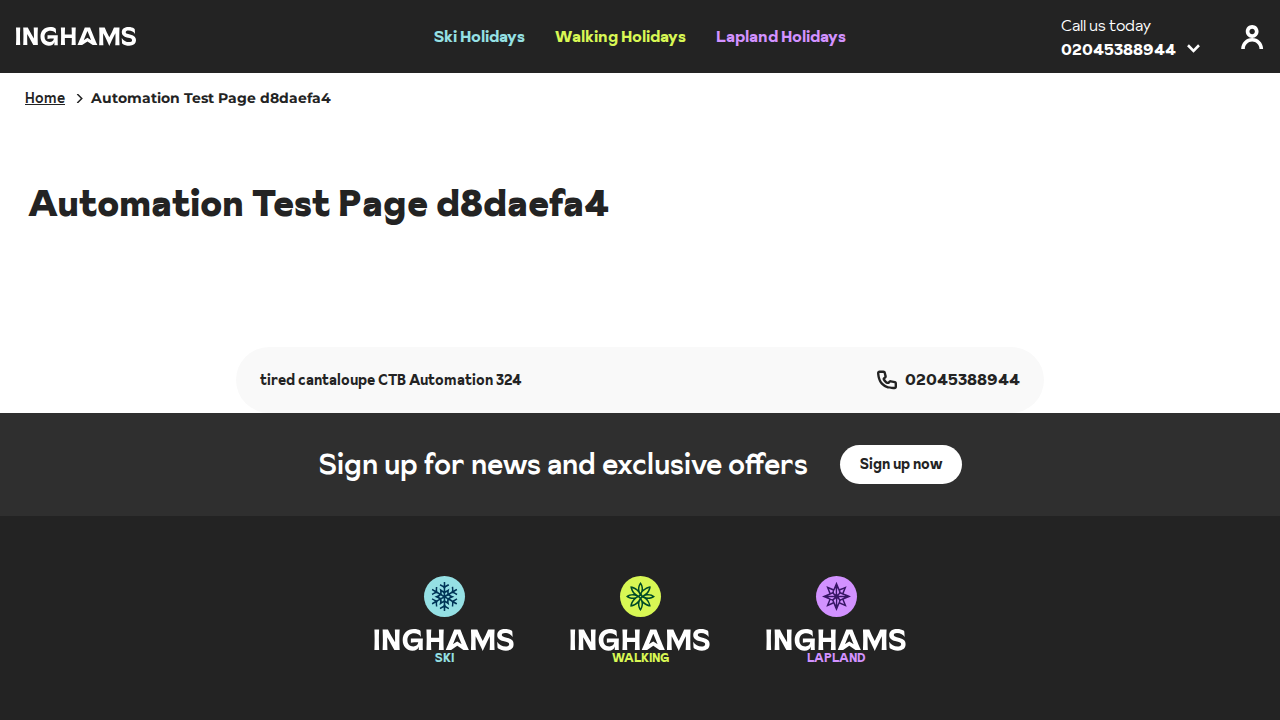 INGHAMS
Ski Holidays
Walking Holidays
Lapland Holidays
Call us today
02045388944
Home
Automation Test Page d8daefa4
Automation Test Page d8daefa4
tired cantaloupe CTB Automation 324
02045388944
Sign up for news and exclusive offers
Sign up now
INGHAMS
SKI
INGHAMS
WALKING
INGHAMS
LAPLAND